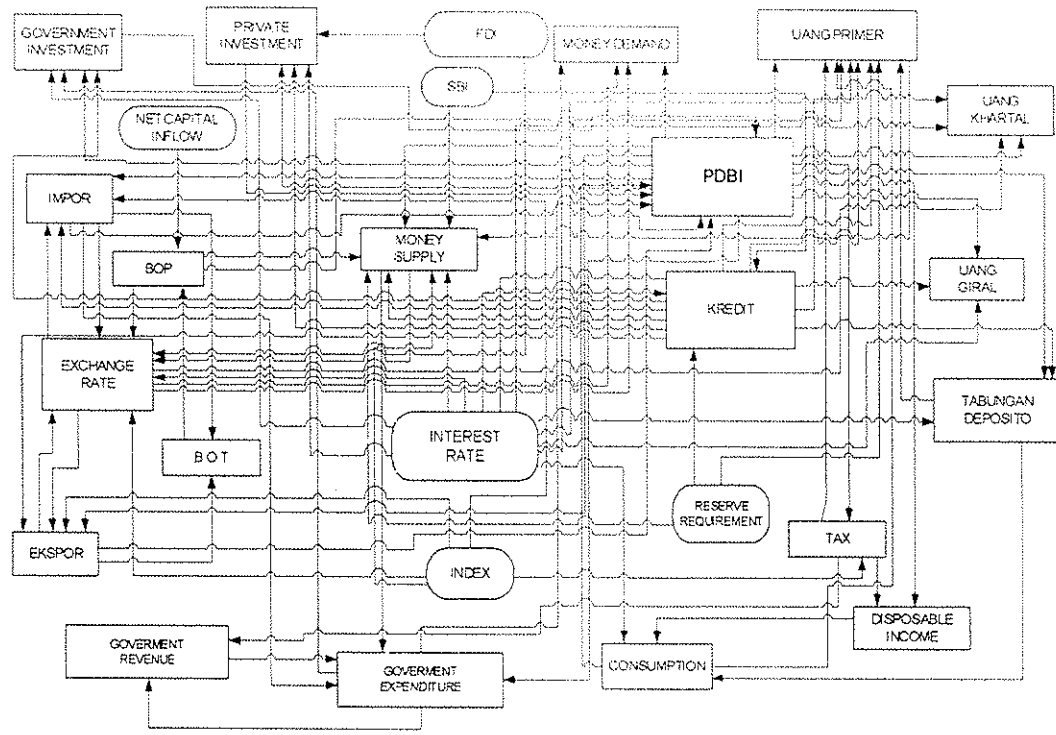 GOVERNMENT
INVESTMENT
PRIVATE
INVESTMENT
FDI
MONEY DEMAND
UANG PRIMER
SBI
NET CAPITAL
INFLOW
UANG
KHARTAL
PDBI
IMPOR
MONEY
SUPPLY
BOP
UANG
GIRAL
KREDIT
EXCHANGE
RATE
TABUNGAN
DEPOSITO
INTEREST
RATE
B O T
RESERVE
REQUIREMENT
EKSPOR
TAX
INDEX
DISPOSABLE
INCOME
GOVERMENT
REVENUE
GOVERMENT
EXPENDITURE
CONSUMPTION